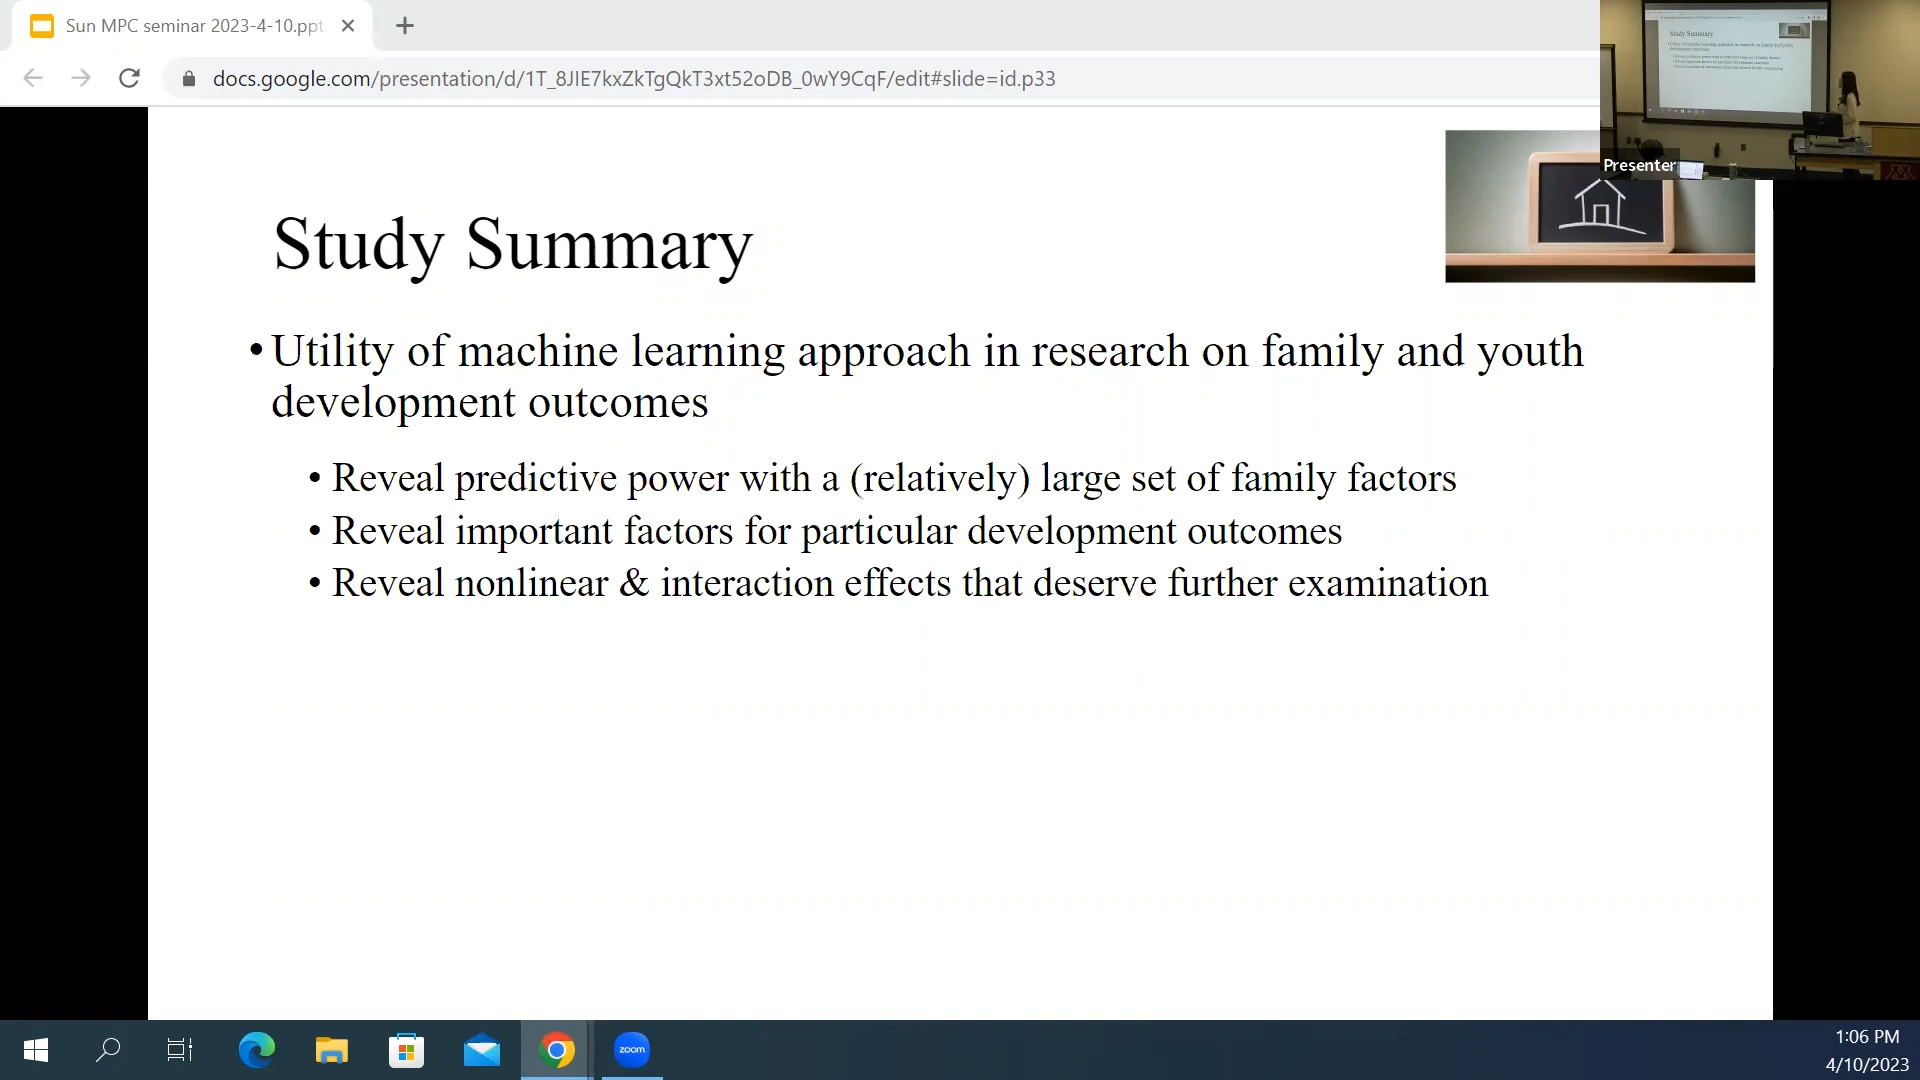 Sun MPC seminar 2023-4-10.ppt
docs.google.com/presentation/d/1T_8JIE7kxZkTgQkT3xt52oDB_0wY9CqF/edit#slide=id.p33
Presenter
Study Summary
• Utility of machine learning approach in research on family and youth
development outcomes
• Reveal predictive power with a (relatively) large set of family factors
• Reveal important factors for particular development outcomes
• Reveal nonlinear & interaction effects that deserve further examination
zoom
1:06 PM
4/10/2023